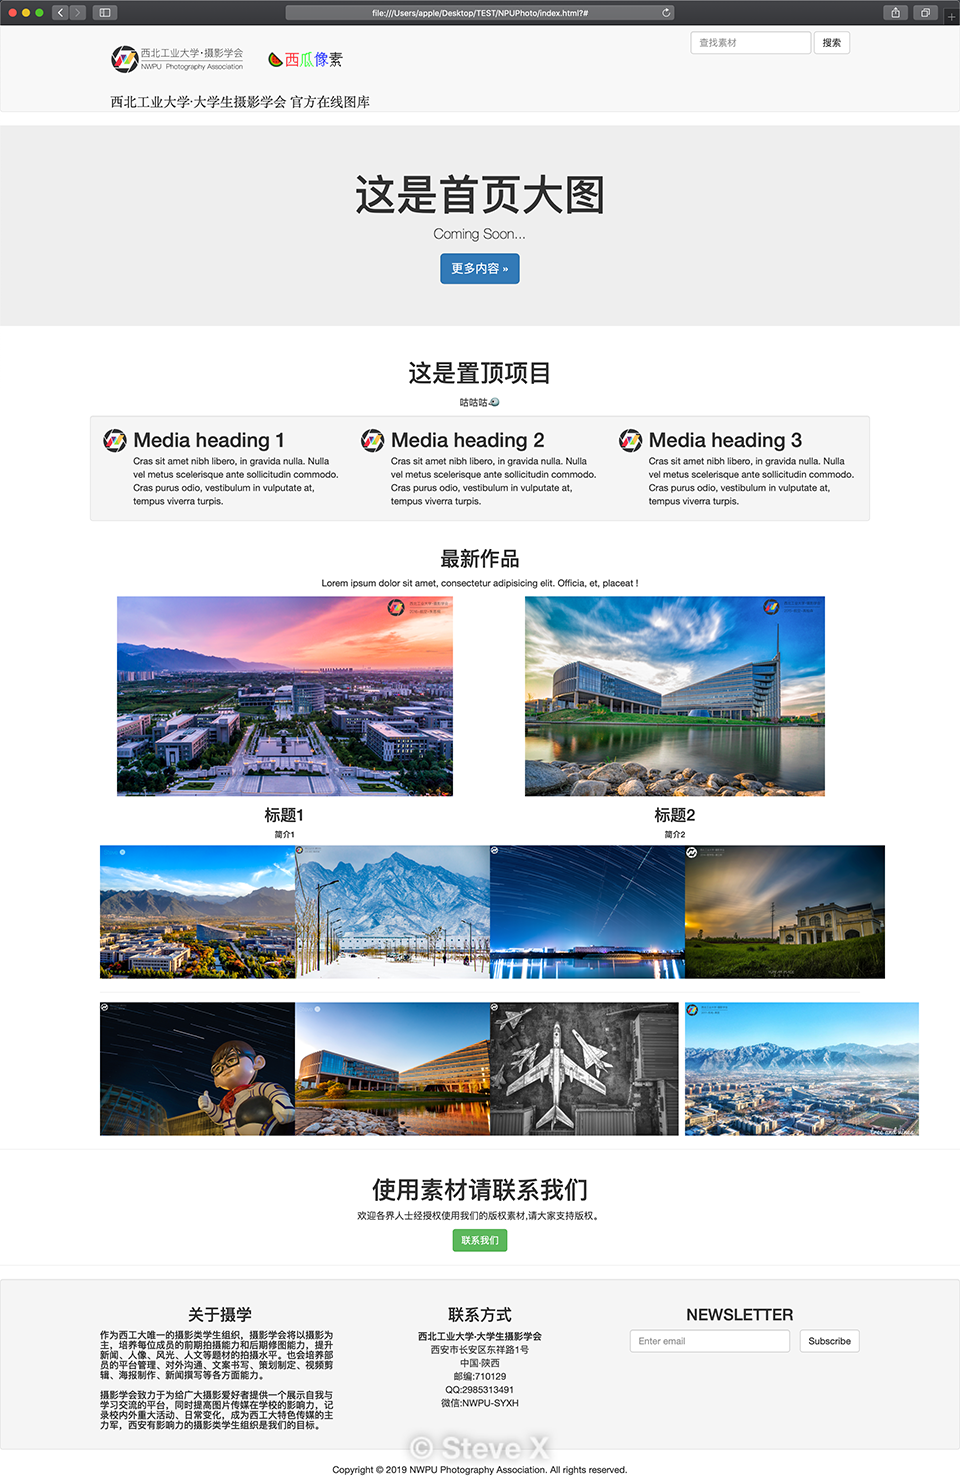 file:///Users/apple/Desktop/TEST/NPUPhoto/index.html?#
西北工业大学·摄影学会
NWPU Photography Association
西瓜像素
查找素材
搜索
西北工业大学·大学生摄影学会 官方在线图库
这是首页大图
Coming Soon...
更多内容 »
这是置顶项目
咕咕咕
Media heading 1
Cras sit amet nibh libero, in gravida nulla. Nulla
vel metus scelerisque ante sollicitudin commodo.
Cras purus odio, vestibulum in vulputate at,
tempus viverra turpis.
Media heading 2
Cras sit amet nibh libero, in gravida nulla. Nulla
vel metus scelerisque ante sollicitudin commodo.
Cras purus odio, vestibulum in vulputate at,
tempus viverra turpis.
Media heading 3
Cras sit amet nibh libero, in gravida nulla. Nulla
vel metus scelerisque ante sollicitudin commodo.
Cras purus odio, vestibulum in vulputate at,
tempus viverra turpis.
最新作品
Lorem ipsum dolor sit amet, consectetur adipisicing elit. Officia, et, placeat !
标题1
简介1
标题2
简介2
tree and vines
使用素材请联系我们
欢迎各界人士经授权使用我们的版权素材,请大家支持版权。
联系我们
关于摄学
作为西工大唯一的摄影类学生组织，摄影学会将以摄影为
主，培养每位成员的前期拍摄能力和后期修图能力，提升
新闻、人像、风光、人文等题材的拍摄水平。也会培养部
员的平台管理、对外沟通、文案书写、策划制定、视频剪
辑、海报制作、新闻撰写等各方面能力。
摄影学会致力于为给广大摄影爱好者提供一个展示自我与
学习交流的平台，同时提高图片传媒在学校的影响力，记
录校内外重大活动、日常变化，成为西工大特色传媒的主
力军，西安有影响力的摄影类学生组织是我们的目标。
联系方式
西北工业大学·大学生摄影学会
西安市长安区东祥路1号
中国·陕西
邮编:710129
QQ:2985313491
微信:NWPU-SYXH
NEWSLETTER
Enter email
Subscribe
© Steve X
Copyright © 2019 NWPU Photography Association. All rights reserved.